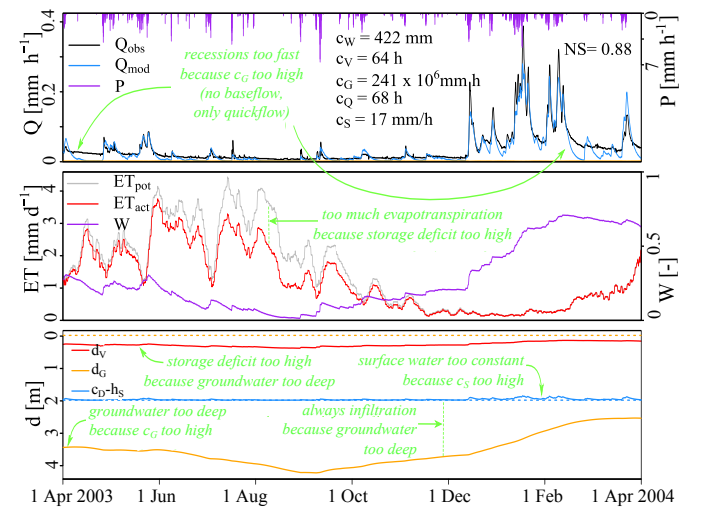 0.4
0.2
0
Q [mm h⁻¹]
Q_obs
Q_mod
P
recessions too fast
because c_G too high
(no baseflow,
only quickflow)
c_W = 422 mm
c_V = 64 h
c_G = 241 x 10⁶mm h
c_Q = 68 h
c_S = 17 mm/h
NS= 0.88
0
7
P [mm h⁻¹]
4
3
2
1
0
ET [mm d⁻¹]
ET_pot
ET_act
W
too much evapotranspiration
because storage deficit too high
1
0.5
0
W [-]
0
1
2
3
4
d [m]
d_V
d_G
c_D-h_S
storage deficit too high
because groundwater too deep
surface water too constant
because c_S too high
groundwater too deep
because c_G too high
always infiltration
because groundwater
too deep
1 Apr 2003 1 Jun 1 Aug 1 Oct 1 Dec 1 Feb 1 Apr 2004